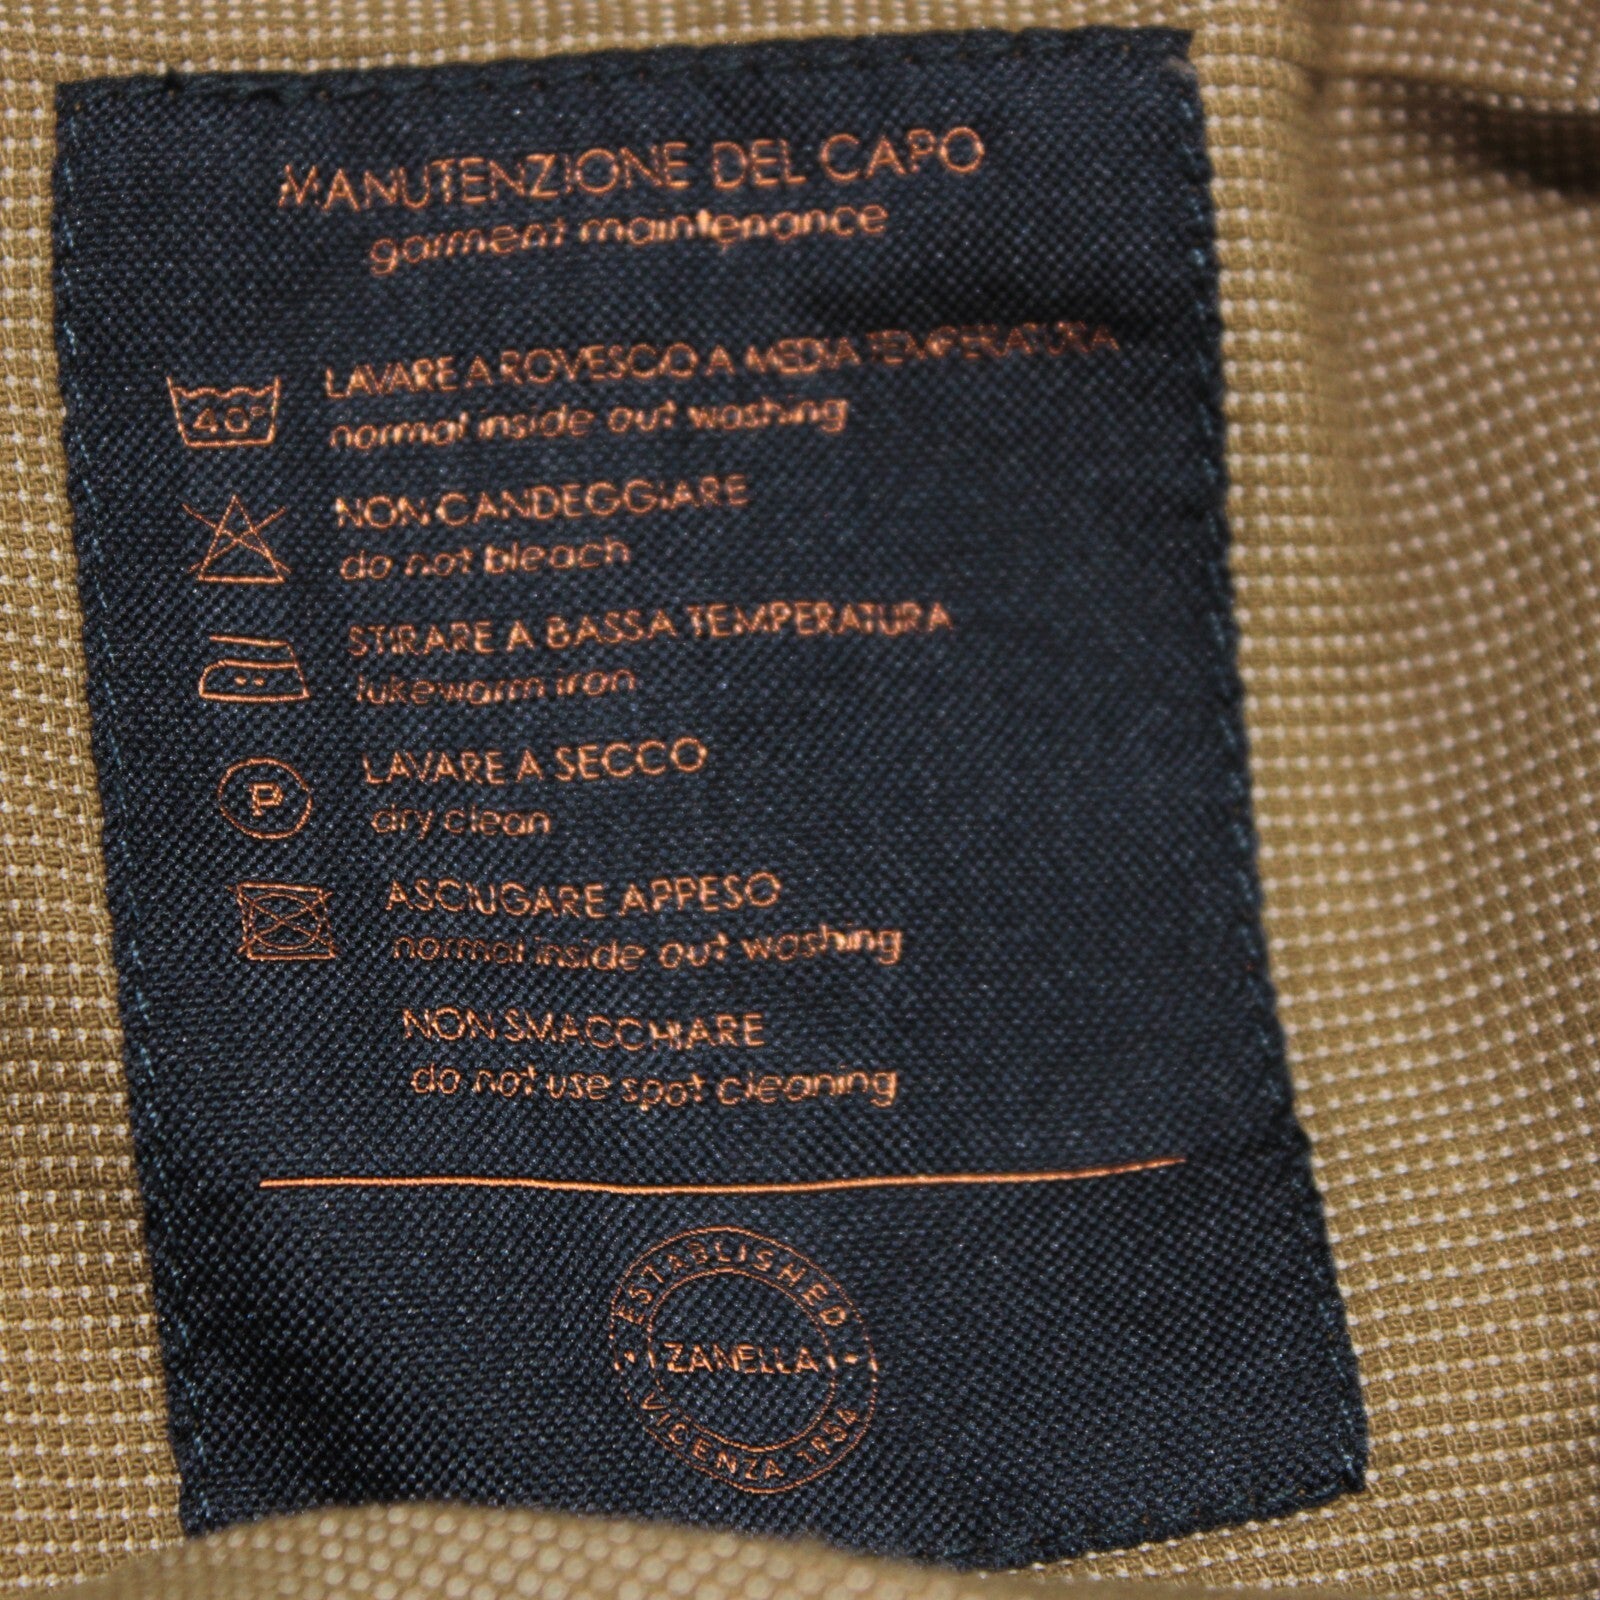 MANUTENZIONE DEL CAPO
garment maintenance
40°
LAVARE A ROVESCIO A MEDIA TEMPERATURA
normal inside out washing
NON CANDEGGIARE
do not bleach
STIRARE A BASSA TEMPERATURA
lukewarm iron
P
LAVARE A SECCO
dry clean
ASCIUGARE APPESO
normal inside out washing
NON SMACCHIARE
do not use spot cleaning
ESTABLISHED
ZANELLA
VICENZA 1954